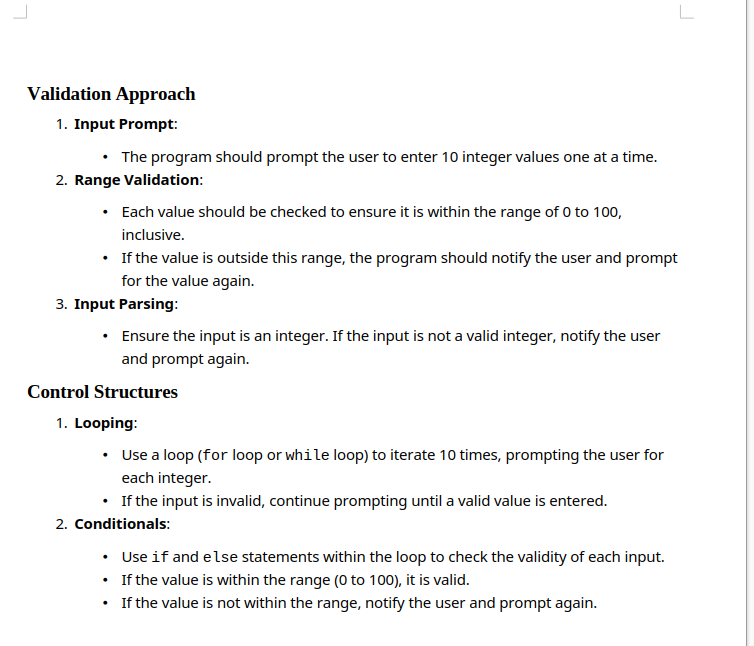 Validation Approach
1. Input Prompt:
• The program should prompt the user to enter 10 integer values one at a time.
2. Range Validation:
• Each value should be checked to ensure it is within the range of 0 to 100,
inclusive.
• If the value is outside this range, the program should notify the user and prompt
for the value again.
3. Input Parsing:
• Ensure the input is an integer. If the input is not a valid integer, notify the user
and prompt again.
Control Structures
1. Looping:
• Use a loop (for loop or while loop) to iterate 10 times, prompting the user for
each integer.
• If the input is invalid, continue prompting until a valid value is entered.
2. Conditionals:
• Use if and else statements within the loop to check the validity of each input.
• If the value is within the range (0 to 100), it is valid.
• If the value is not within the range, notify the user and prompt again.